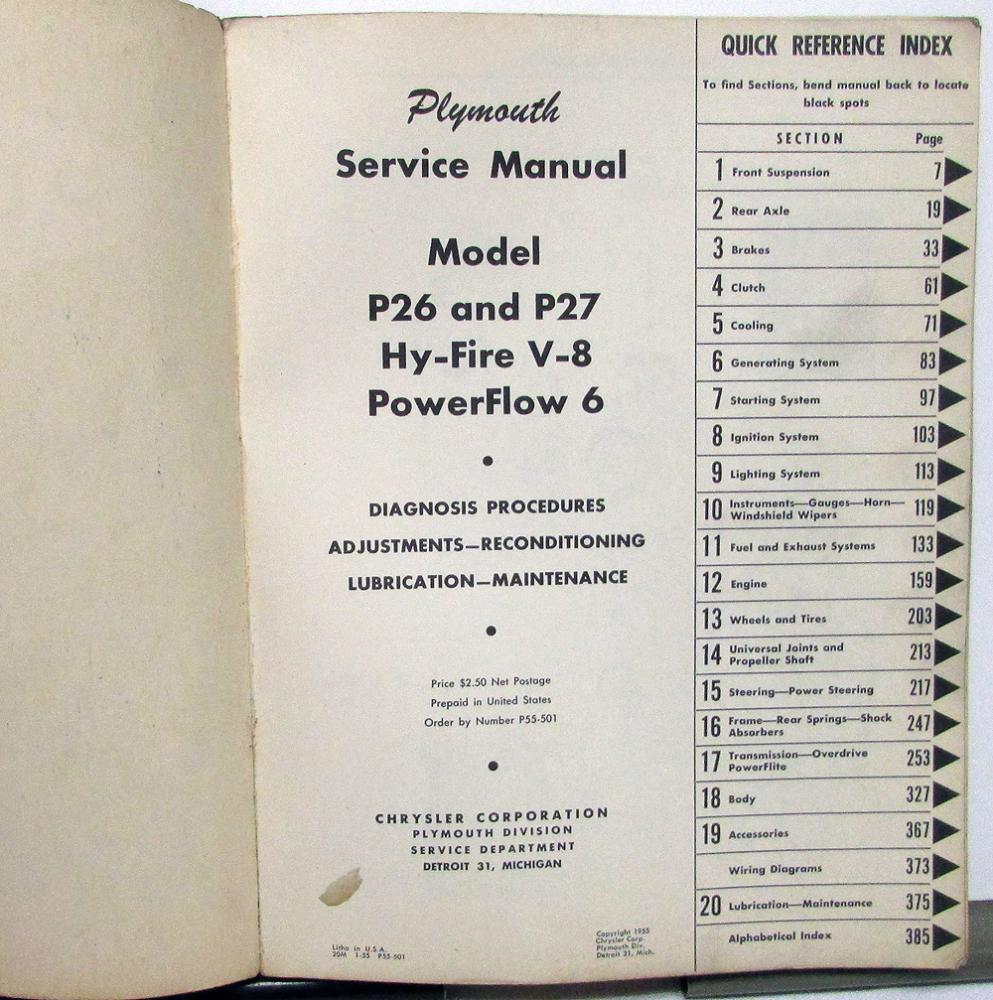 Plymouth
Service Manual
Model
P26 and P27
Hy-Fire V-8
PowerFlow 6
•
DIAGNOSIS PROCEDURES
ADJUSTMENTS—RECONDITIONING
LUBRICATION—MAINTENANCE
•
Price $2.50 Net Postage
Prepaid in United States
Order by Number P55-501
•
CHRYSLER CORPORATION
PLYMOUTH DIVISION
SERVICE DEPARTMENT
DETROIT 31, MICHIGAN
Litho in U.S.A.
20M 1-55 P55-501
Copyright 1955
Chrysler Corp.
Plymouth Div.
Detroit 31, Mich.
QUICK REFERENCE INDEX
To find Sections, bend manual back to locate
black spots
SECTION Page
1 Front Suspension 7
2 Rear Axle 19
3 Brakes 33
4 Clutch 61
5 Cooling 71
6 Generating System 83
7 Starting System 97
8 Ignition System 103
9 Lighting System 113
10 Instruments—Gauges—Horn— 119
Windshield Wipers
11 Fuel and Exhaust Systems 133
12 Engine 159
13 Wheels and Tires 203
14 Universal Joints and 213
Propeller Shaft
15 Steering—Power Steering 217
16 Frame—Rear Springs—Shock 247
Absorbers
17 Transmission—Overdrive 253
PowerFlite
18 Body 327
19 Accessories 367
Wiring Diagrams 373
20 Lubrication—Maintenance 375
Alphabetical Index 385